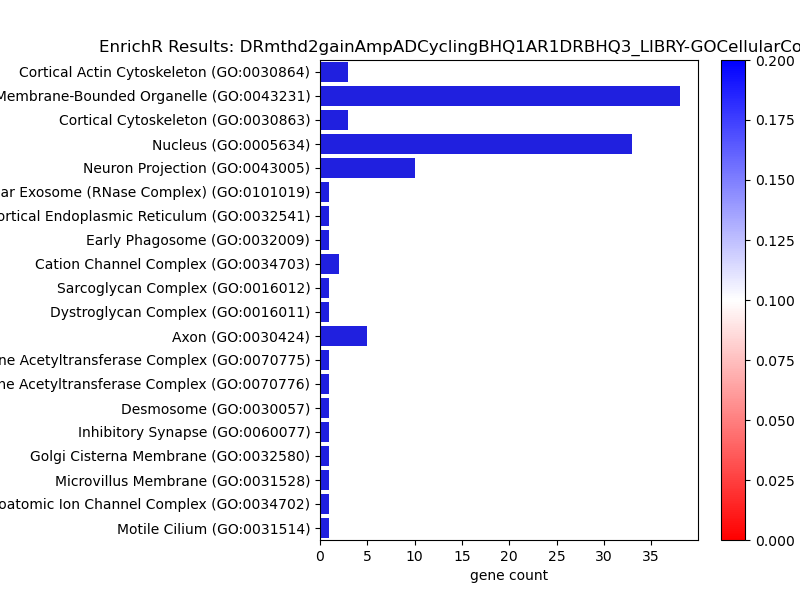 EnrichR Results: DRmthd2gainAmpADCyclingBHQ1AR1DRBHQ3_LIBRY-GOCellularCo
Cortical Actin Cytoskeleton (GO:0030864)
Membrane-Bounded Organelle (GO:0043231)
Cortical Cytoskeleton (GO:0030863)
Nucleus (GO:0005634)
Neuron Projection (GO:0043005)
ar Exosome (RNase Complex) (GO:0101019)
ortical Endoplasmic Reticulum (GO:0032541)
Early Phagosome (GO:0032009)
Cation Channel Complex (GO:0034703)
Sarcoglycan Complex (GO:0016012)
Dystroglycan Complex (GO:0016011)
Axon (GO:0030424)
ne Acetyltransferase Complex (GO:0070775)
ne Acetyltransferase Complex (GO:0070776)
Desmosome (GO:0030057)
Inhibitory Synapse (GO:0060077)
Golgi Cisterna Membrane (GO:0032580)
Microvillus Membrane (GO:0031528)
oatomic Ion Channel Complex (GO:0034702)
Motile Cilium (GO:0031514)
0 5 10 15 20 25 30 35
gene count
0.200
0.175
0.150
0.125
0.100
0.075
0.050
0.025
0.000